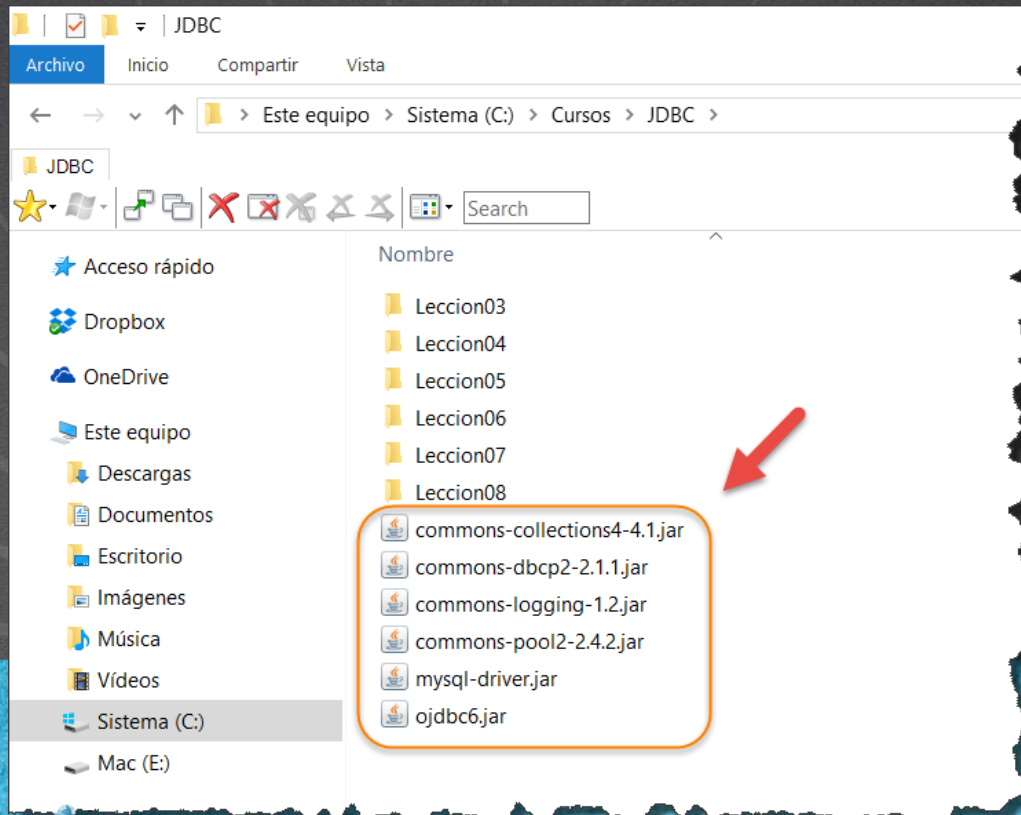 JDBC
Archivo Inicio Compartir Vista
Este equipo > Sistema (C:) > Cursos > JDBC >
JDBC
Search
Acceso rápido
Dropbox
OneDrive
Este equipo
Descargas
Documentos
Escritorio
Imágenes
Música
Vídeos
Sistema (C:)
Mac (E:)
Nombre
Leccion03
Leccion04
Leccion05
Leccion06
Leccion07
Leccion08
commons-collections4-4.1.jar
commons-dbcp2-2.1.1.jar
commons-logging-1.2.jar
commons-pool2-2.4.2.jar
mysql-driver.jar
ojdbc6.jar